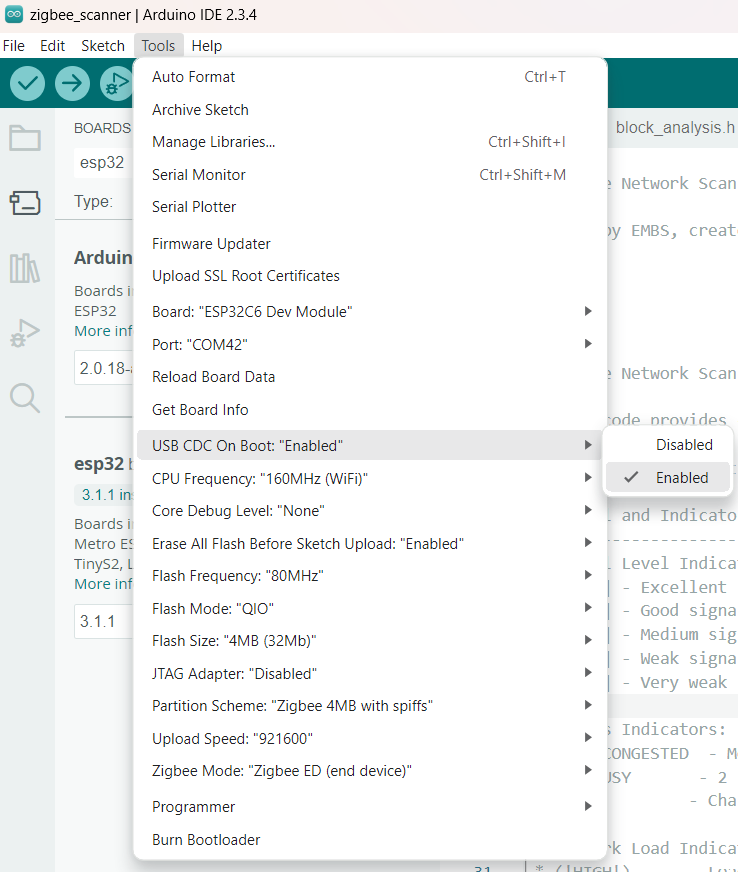 zigbee_scanner | Arduino IDE 2.3.4
File Edit Sketch Tools Help
BOARDS
esp32
Type:
Arduin
Boards i
ESP32
More inf
2.0.18-
esp32 b
3.1.1 in
Boards i
Metro ES
TinyS2, L
More inf
3.1.1
Auto Format Ctrl+T
Archive Sketch
Manage Libraries... Ctrl+Shift+I
Serial Monitor Ctrl+Shift+M
Serial Plotter
Firmware Updater
Upload SSL Root Certificates
Board: "ESP32C6 Dev Module"
Port: "COM42"
Reload Board Data
Get Board Info
USB CDC On Boot: "Enabled"
CPU Frequency: "160MHz (WiFi)"
Core Debug Level: "None"
Erase All Flash Before Sketch Upload: "Enabled"
Flash Frequency: "80MHz"
Flash Mode: "QIO"
Flash Size: "4MB (32Mb)"
JTAG Adapter: "Disabled"
Partition Scheme: "Zigbee 4MB with spiffs"
Upload Speed: "921600"
Zigbee Mode: "Zigbee ED (end device)"
Programmer
Burn Bootloader
Disabled
Enabled
block_analysis.h
e Network Scan
by EMBS, creat
e Network Scan
ode provides
l and Indicato
--------------
l Level Indica
| - Excellent
| - Good signa
| - Medium sig
| - Weak signa
| - Very weak
s Indicators:
CONGESTED - M
USY - 2
- Cha
rk Load Indica
31 * (!HIGH!)